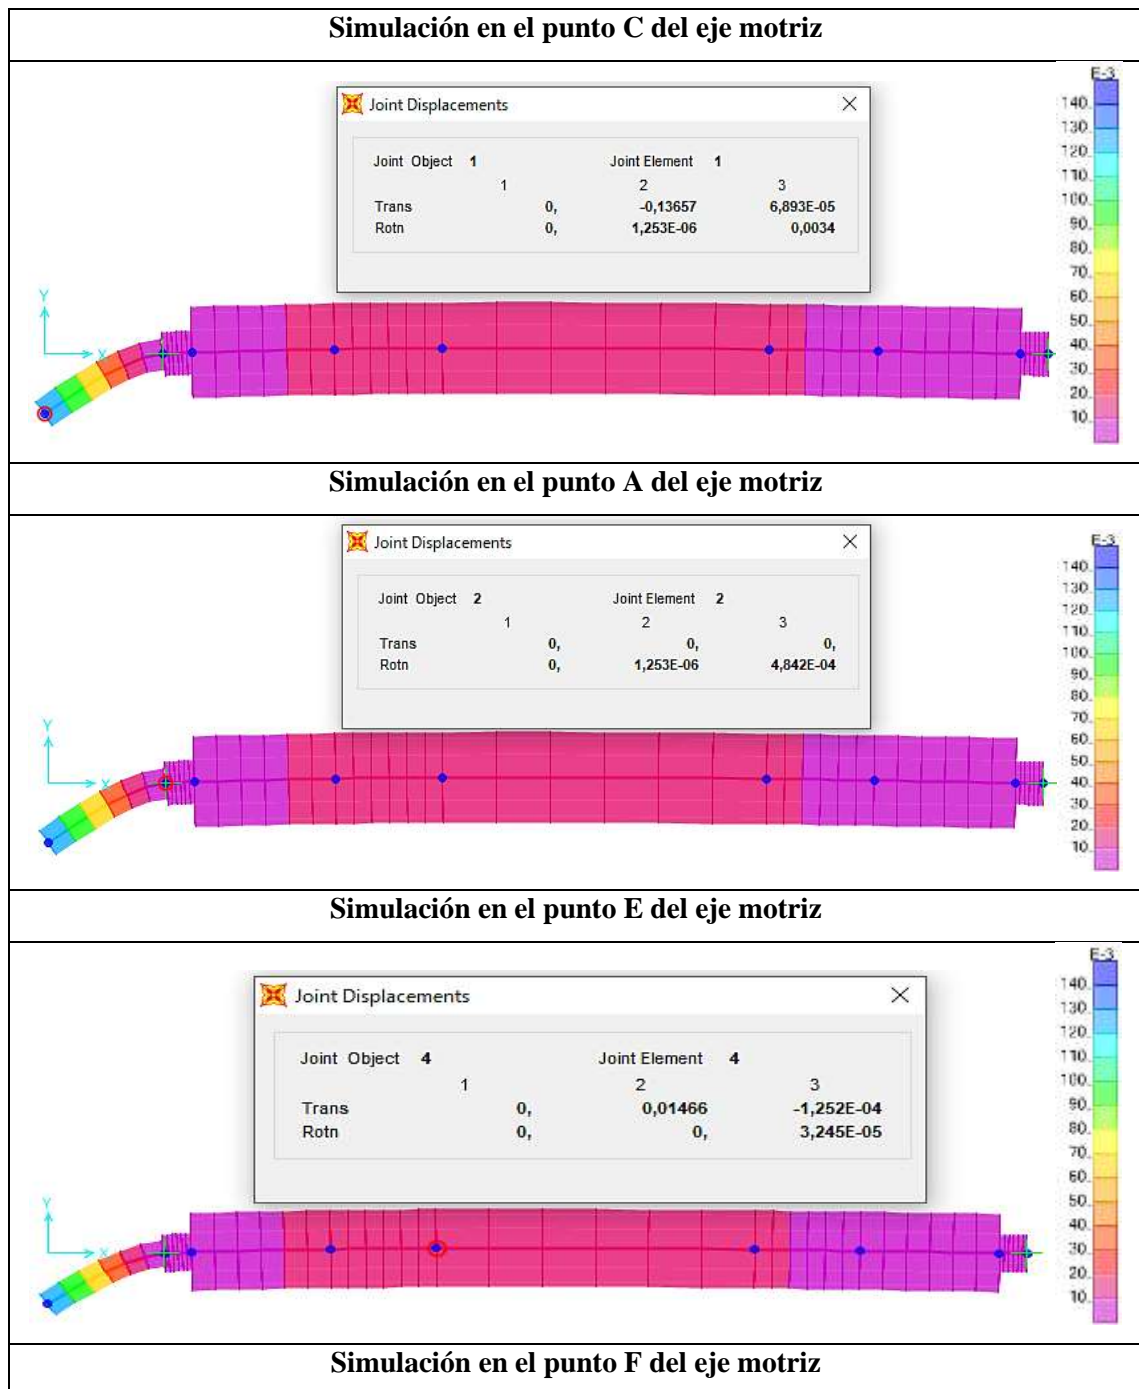 Simulación en el punto C del eje motriz
Joint Displacements
Joint Object 1 Joint Element 1
1 2 3
Trans 0, -0,13657 6,893E-05
Rotn 0, 1,253E-06 0,0034
E-3
140.
130.
120.
110.
100.
90.
80.
70.
60.
50.
40.
30.
20.
10.
Y
X
Simulación en el punto A del eje motriz
Joint Displacements
Joint Object 2 Joint Element 2
1 2 3
Trans 0, 0, 0,
Rotn 0, 1,253E-06 4,842E-04
E-3
140.
130.
120.
110.
100.
90.
80.
70.
60.
50.
40.
30.
20.
10.
Y
X
Simulación en el punto E del eje motriz
Joint Displacements
Joint Object 4 Joint Element 4
1 2 3
Trans 0, 0,01466 -1,252E-04
Rotn 0, 0, 3,245E-05
E-3
140.
130.
120.
110.
100.
90.
80.
70.
60.
50.
40.
30.
20.
10.
Y
X
Simulación en el punto F del eje motriz